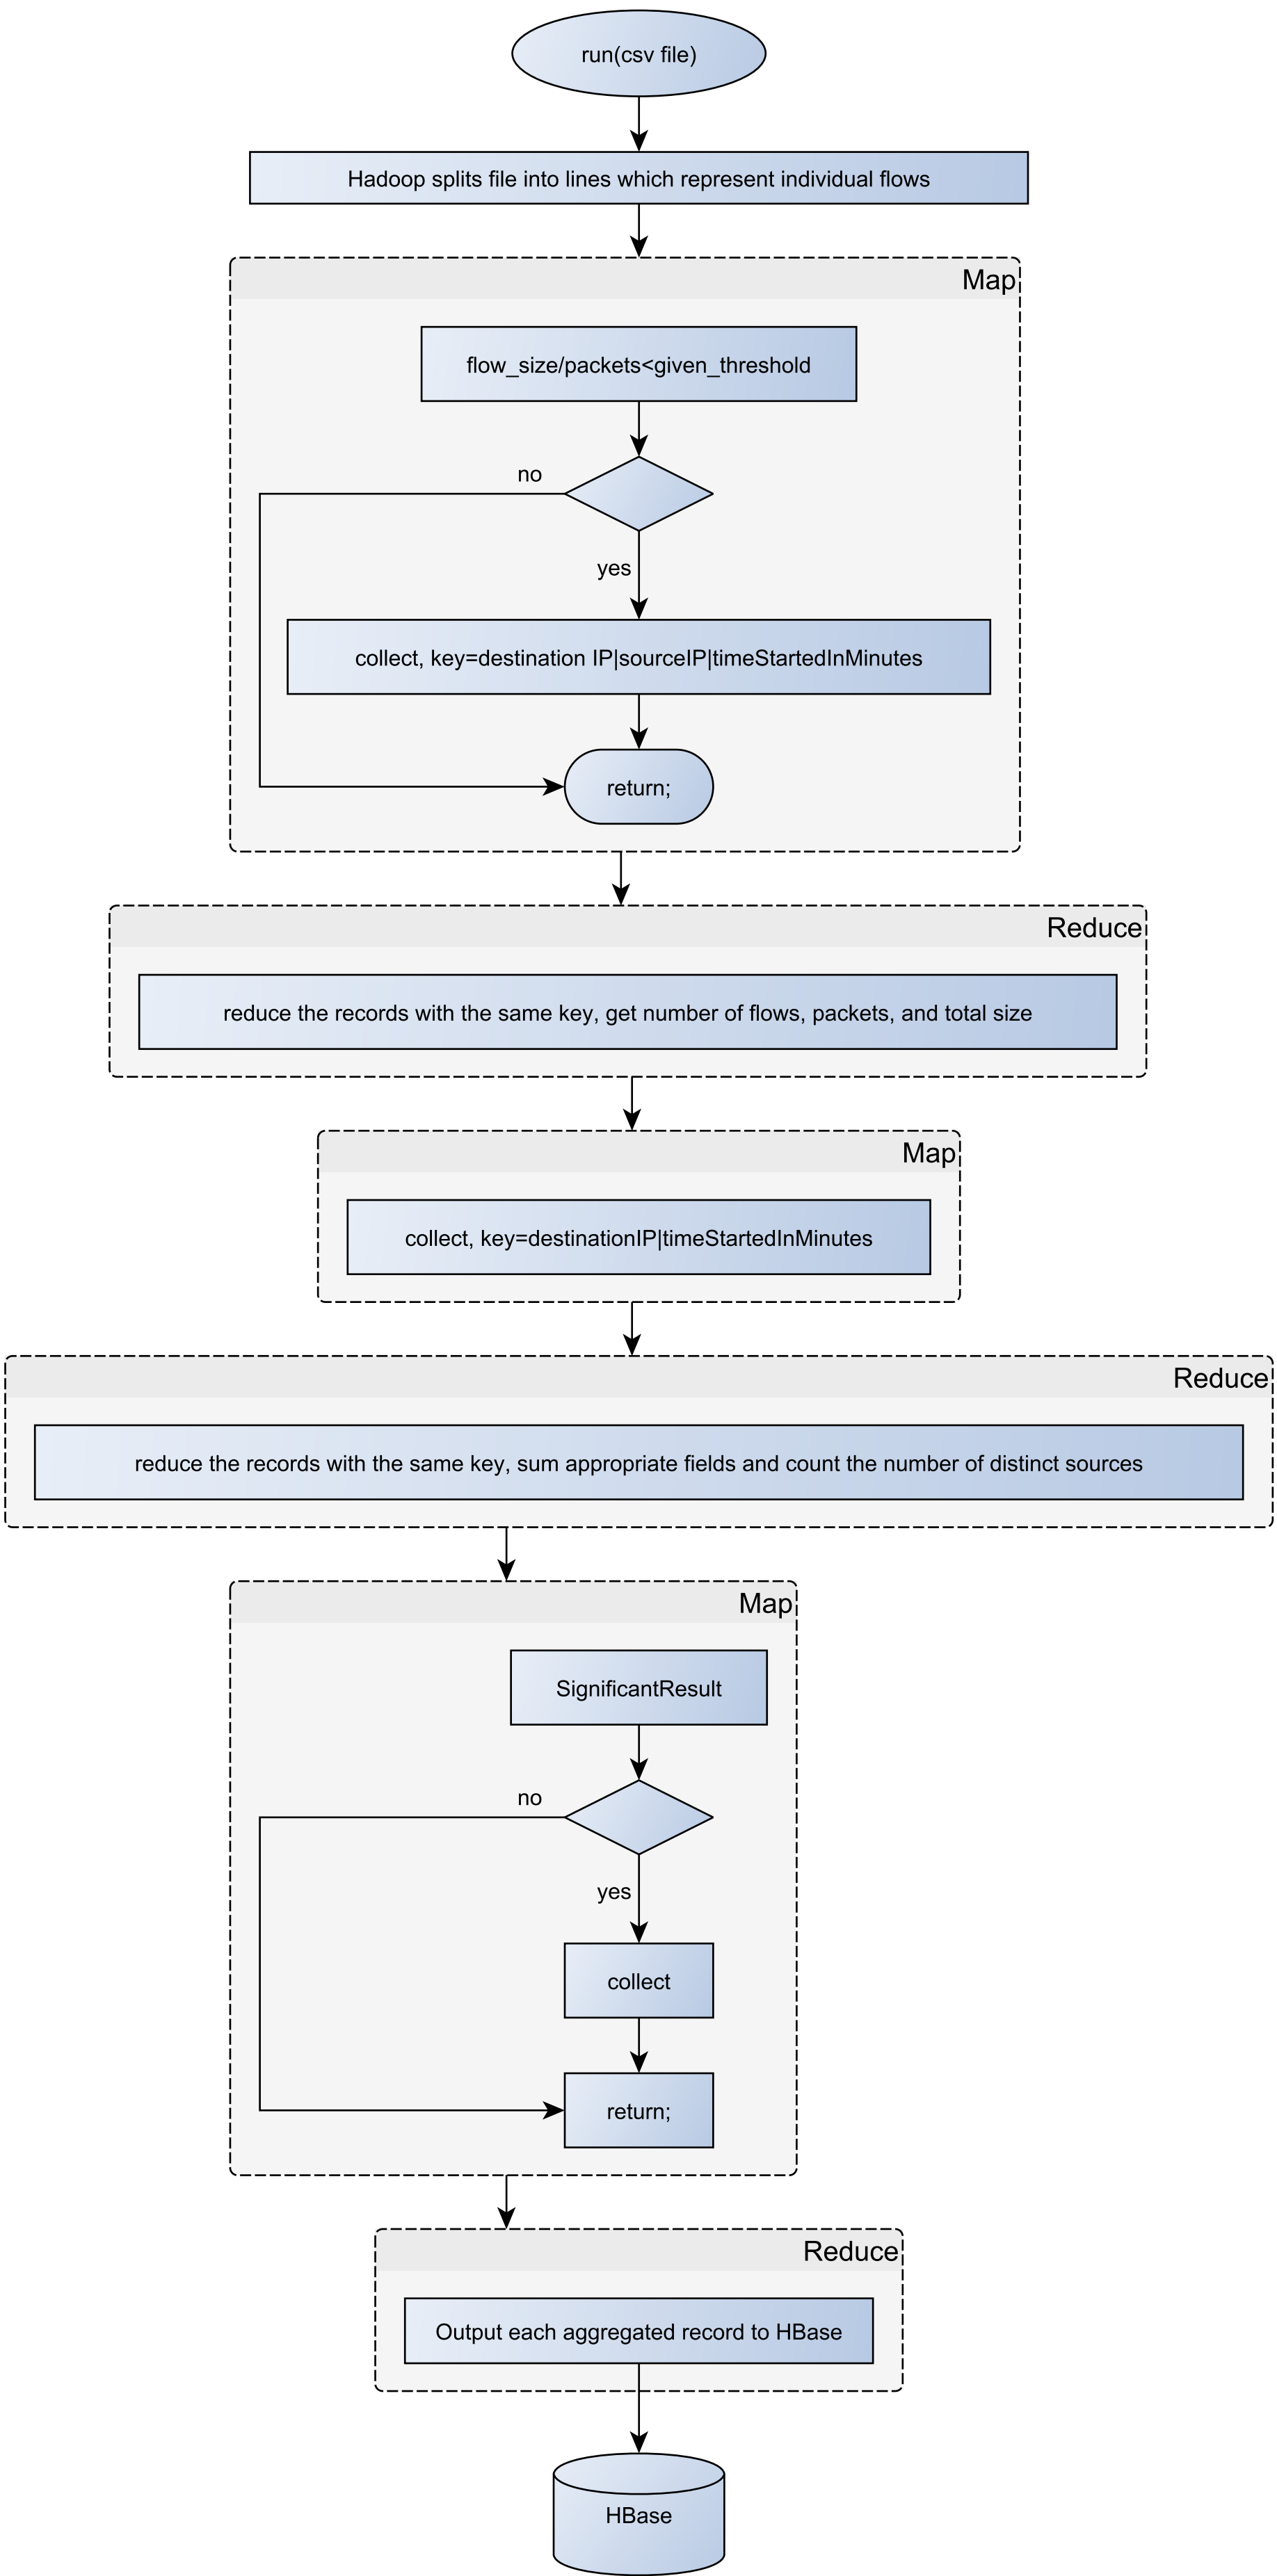 run(csv file)
Hadoop splits file into lines which represent individual flows
Map
flow_size/packets<given_threshold
no
yes
collect, key=destination IP|sourceIP|timeStartedInMinutes
return;
Reduce
reduce the records with the same key, get number of flows, packets, and total size
Map
collect, key=destinationIP|timeStartedInMinutes
Reduce
reduce the records with the same key, sum appropriate fields and count the number of distinct sources
Map
SignificantResult
no
yes
collect
return;
Reduce
Output each aggregated record to HBase
HBase